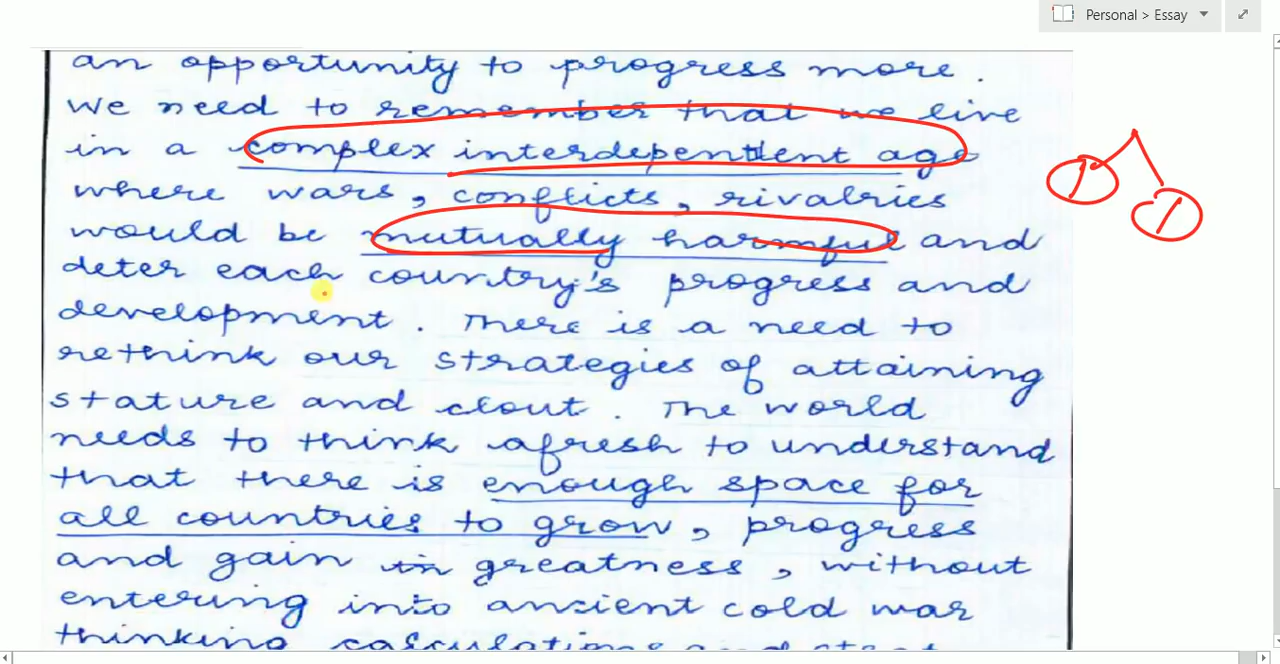 Personal > Essay
an opportunity to progress more.
We need to remember that we live
in a complex interdependent age
where wars, conflicts, rivalries
would be mutually harmful and
deter each country's progress and
development. There is a need to
rethink our strategies of attaining
stature and clout. The world
needs to think afresh to understand
that there is enough space for
all countries to grow, progress
and gain in greatness, without
entering into ancient cold war
thinking calculations and